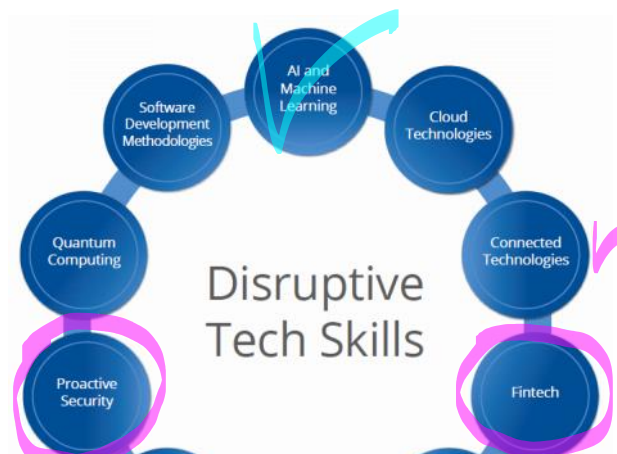 AI and
Machine
Learning
Software
Development
Methodologies
Cloud
Technologies
Quantum
Computing
Connected
Technologies
Disruptive
Tech Skills
Proactive
Security
Fintech